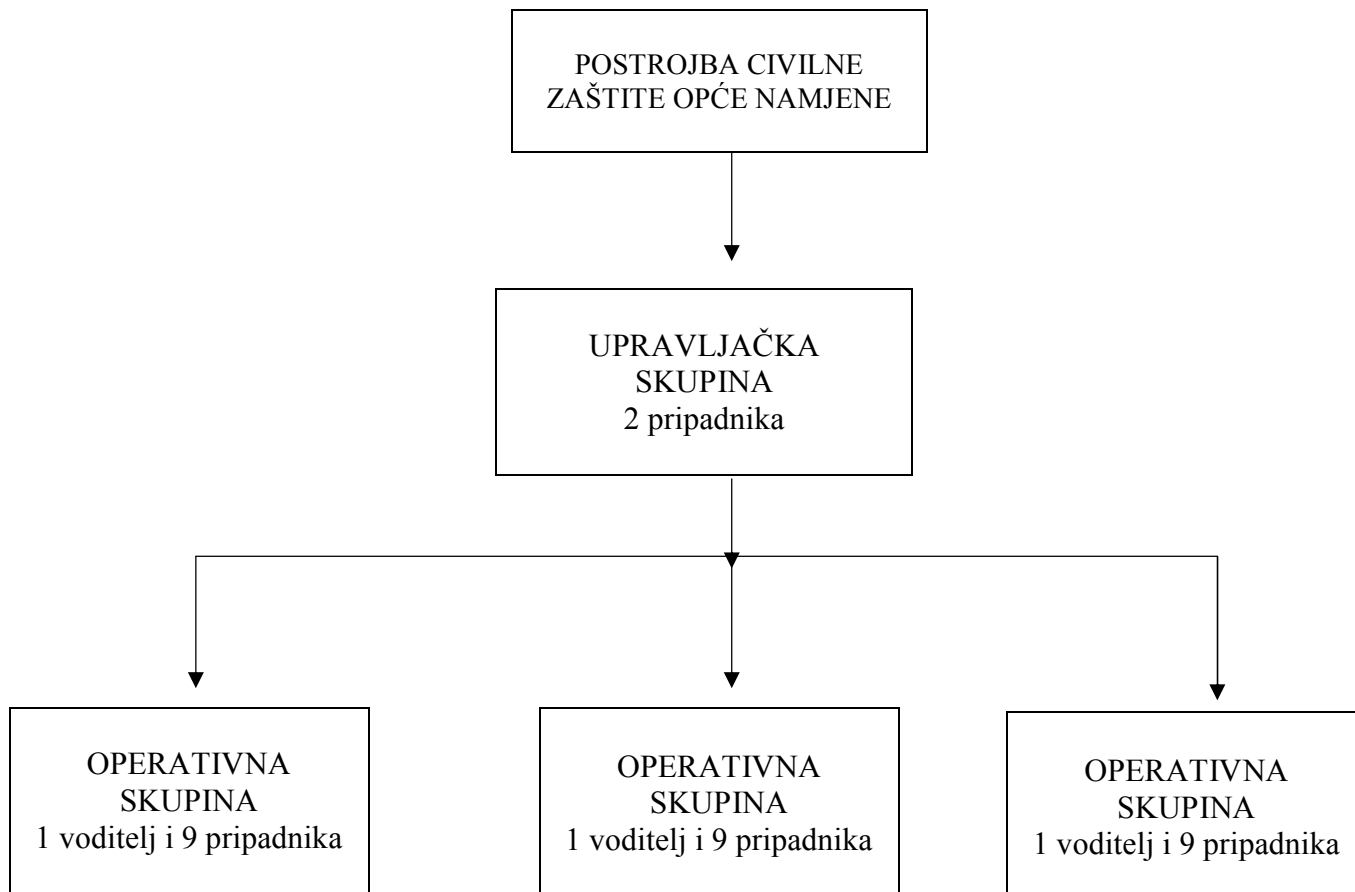 POSTROJBA CIVILNE
ZAŠTITE OPĆE NAMJENE
UPRAVLJAČKA
SKUPINA
2 pripadnika
OPERATIVNA
SKUPINA
1 voditelj i 9 pripadnika
OPERATIVNA
SKUPINA
1 voditelj i 9 pripadnika
OPERATIVNA
SKUPINA
1 voditelj i 9 pripadnika